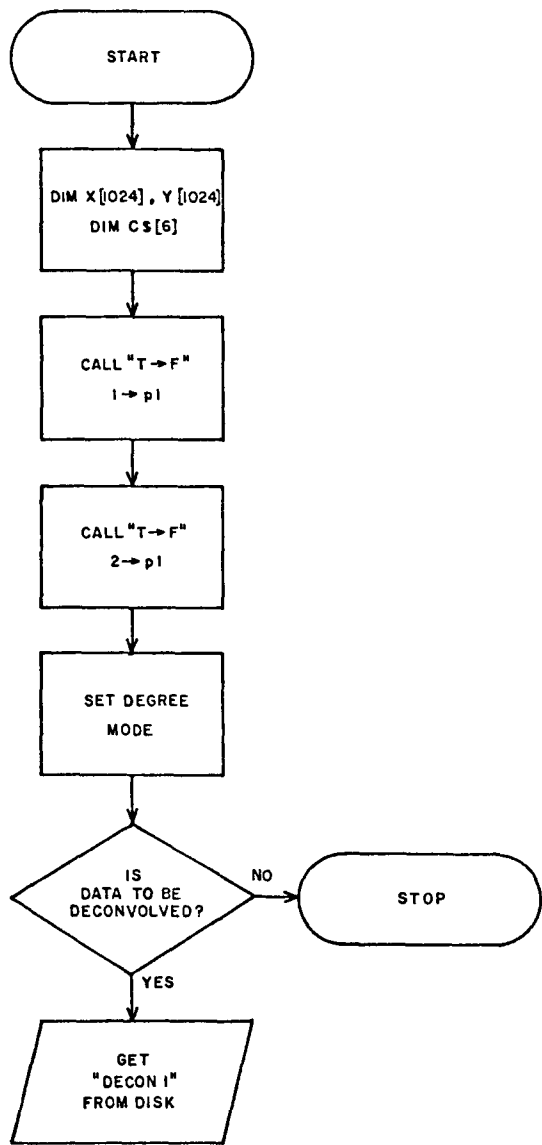 START
DIM X[1024], Y[1024]
DIM C$[6]
CALL "T→F"
1→p1
CALL "T→F"
2→p1
SET DEGREE
MODE
IS
DATA TO BE
DECONVOLVED?
NO
STOP
YES
GET
"DECON 1"
FROM DISK